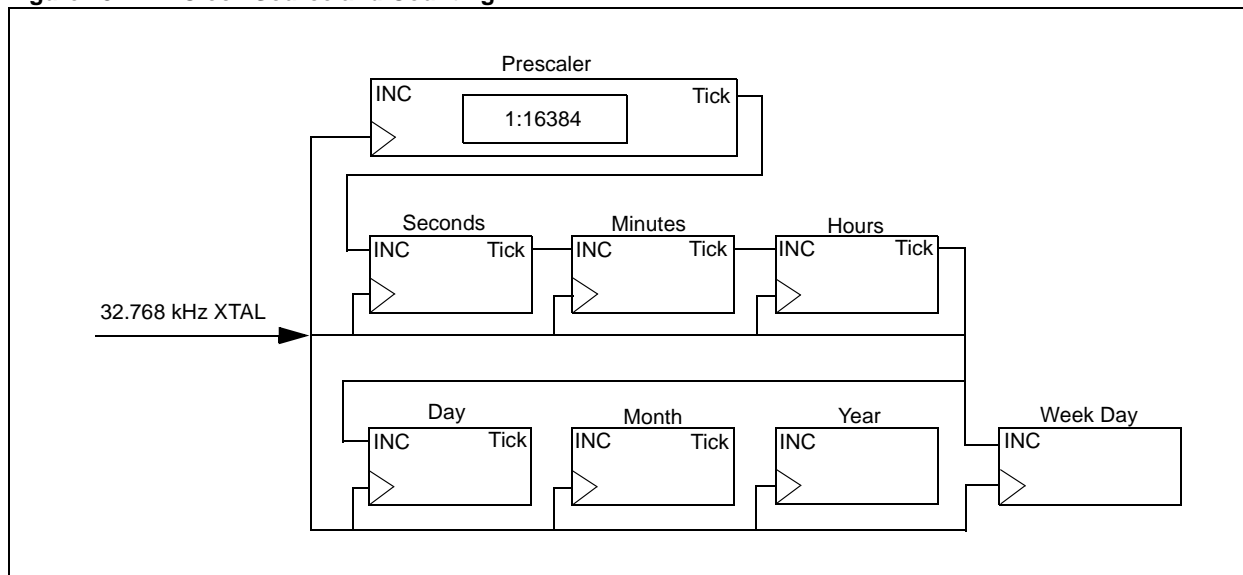 Prescaler
INC
Tick
1:16384
Seconds
Minutes
Hours
INC
Tick
INC
Tick
INC
Tick
32.768 kHz XTAL
Day
Month
Year
Week Day
INC
Tick
INC
Tick
INC
INC